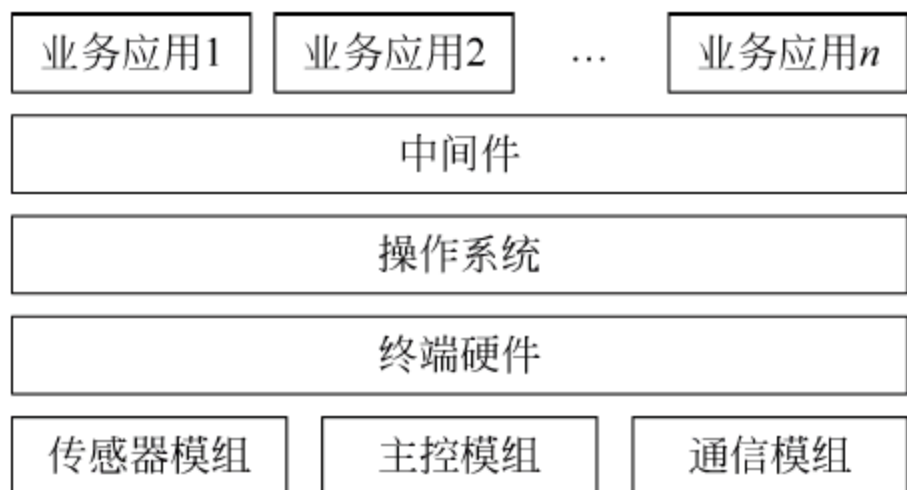 业务应用1 业务应用2 … 业务应用n
中间件
操作系统
终端硬件
传感器模组 主控模组 通信模组